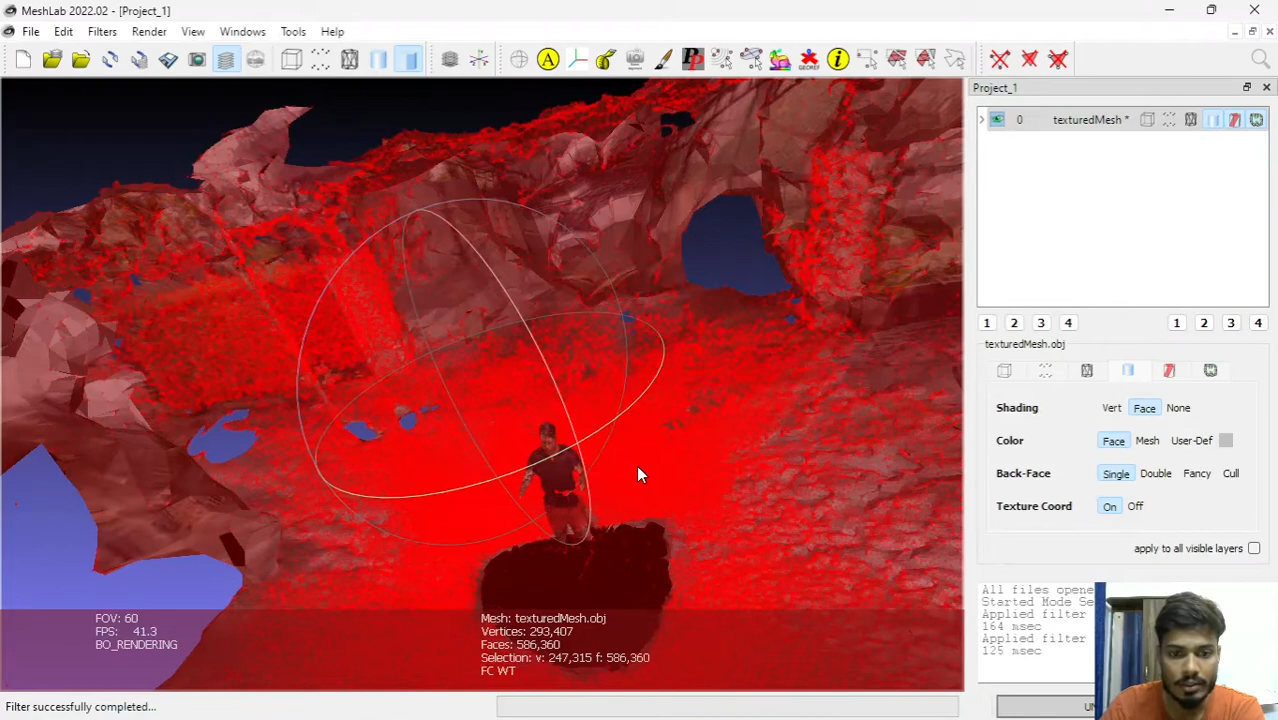 MeshLab 2022.02 - [Project_1]
File Edit Filters Render View Windows Tools Help
A
PP
GEOREF
Project_1
0 texturedMesh *
1 2 3 4 1 2 3 4
texturedMesh.obj
Shading Vert Face None
Color Face Mesh User-Def
Back-Face Single Double Fancy Cull
Texture Coord On Off
apply to all visible layers
All files opene
Started Mode Se
Applied filter
164 msec
Applied filter
125 msec
FOV: 60
FPS: 41.3
BO_RENDERING
Mesh: texturedMesh.obj
Vertices: 293,407
Faces: 586,360
Selection: v: 247,315 f: 586,360
FC WT
Filter successfully completed...